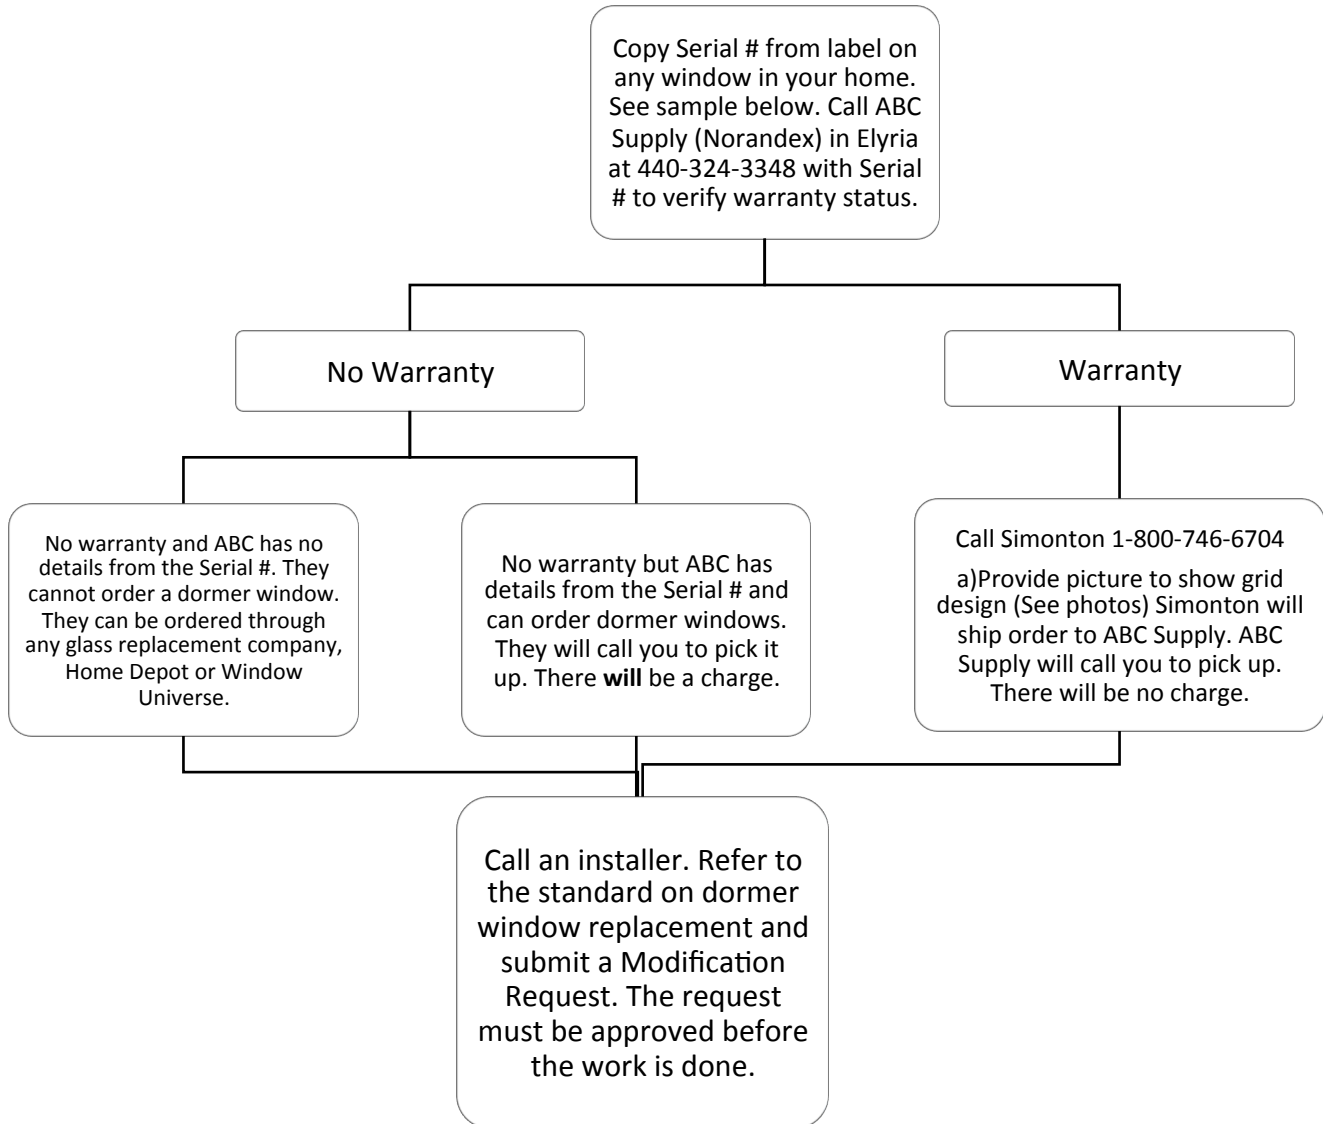 Copy Serial # from label on
any window in your home.
See sample below. Call ABC
Supply (Norandex) in Elyria
at 440-324-3348 with Serial
# to verify warranty status.
No Warranty
Warranty
No warranty and ABC has no
details from the Serial #. They
cannot order a dormer window.
They can be ordered through
any glass replacement company,
Home Depot or Window
Universe.
No warranty but ABC has
details from the Serial # and
can order dormer windows.
They will call you to pick it
up. There will be a charge.
Call Simonton 1-800-746-6704
a)Provide picture to show grid
design (See photos) Simonton will
ship order to ABC Supply. ABC
Supply will call you to pick up.
There will be no charge.
Call an installer. Refer to
the standard on dormer
window replacement and
submit a Modification
Request. The request
must be approved before
the work is done.